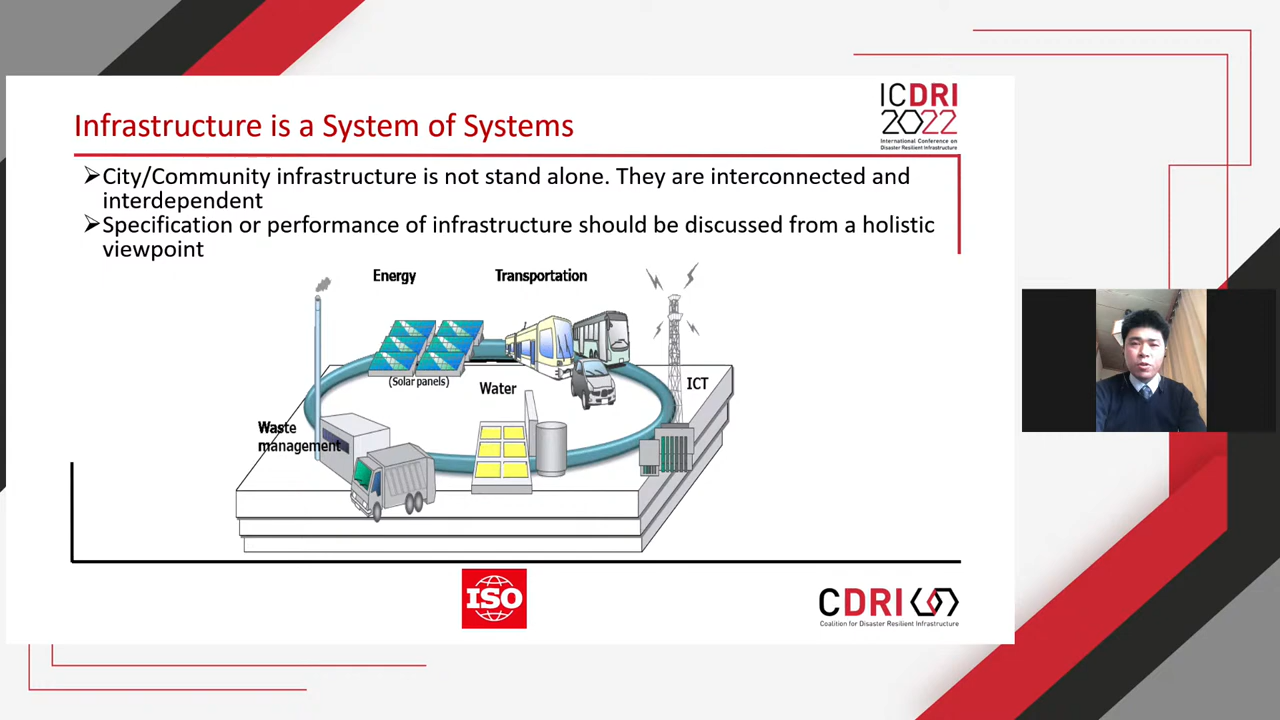 ICDRI
2022
International Conference on
Disaster Resilient Infrastructure
Infrastructure is a System of Systems
➢City/Community infrastructure is not stand alone. They are interconnected and
interdependent
➢Specification or performance of infrastructure should be discussed from a holistic
viewpoint
Energy
Transportation
(Solar panels)
Water
ICT
Waste
management
ISO
CDRI
Coalition for Disaster Resilient Infrastructure